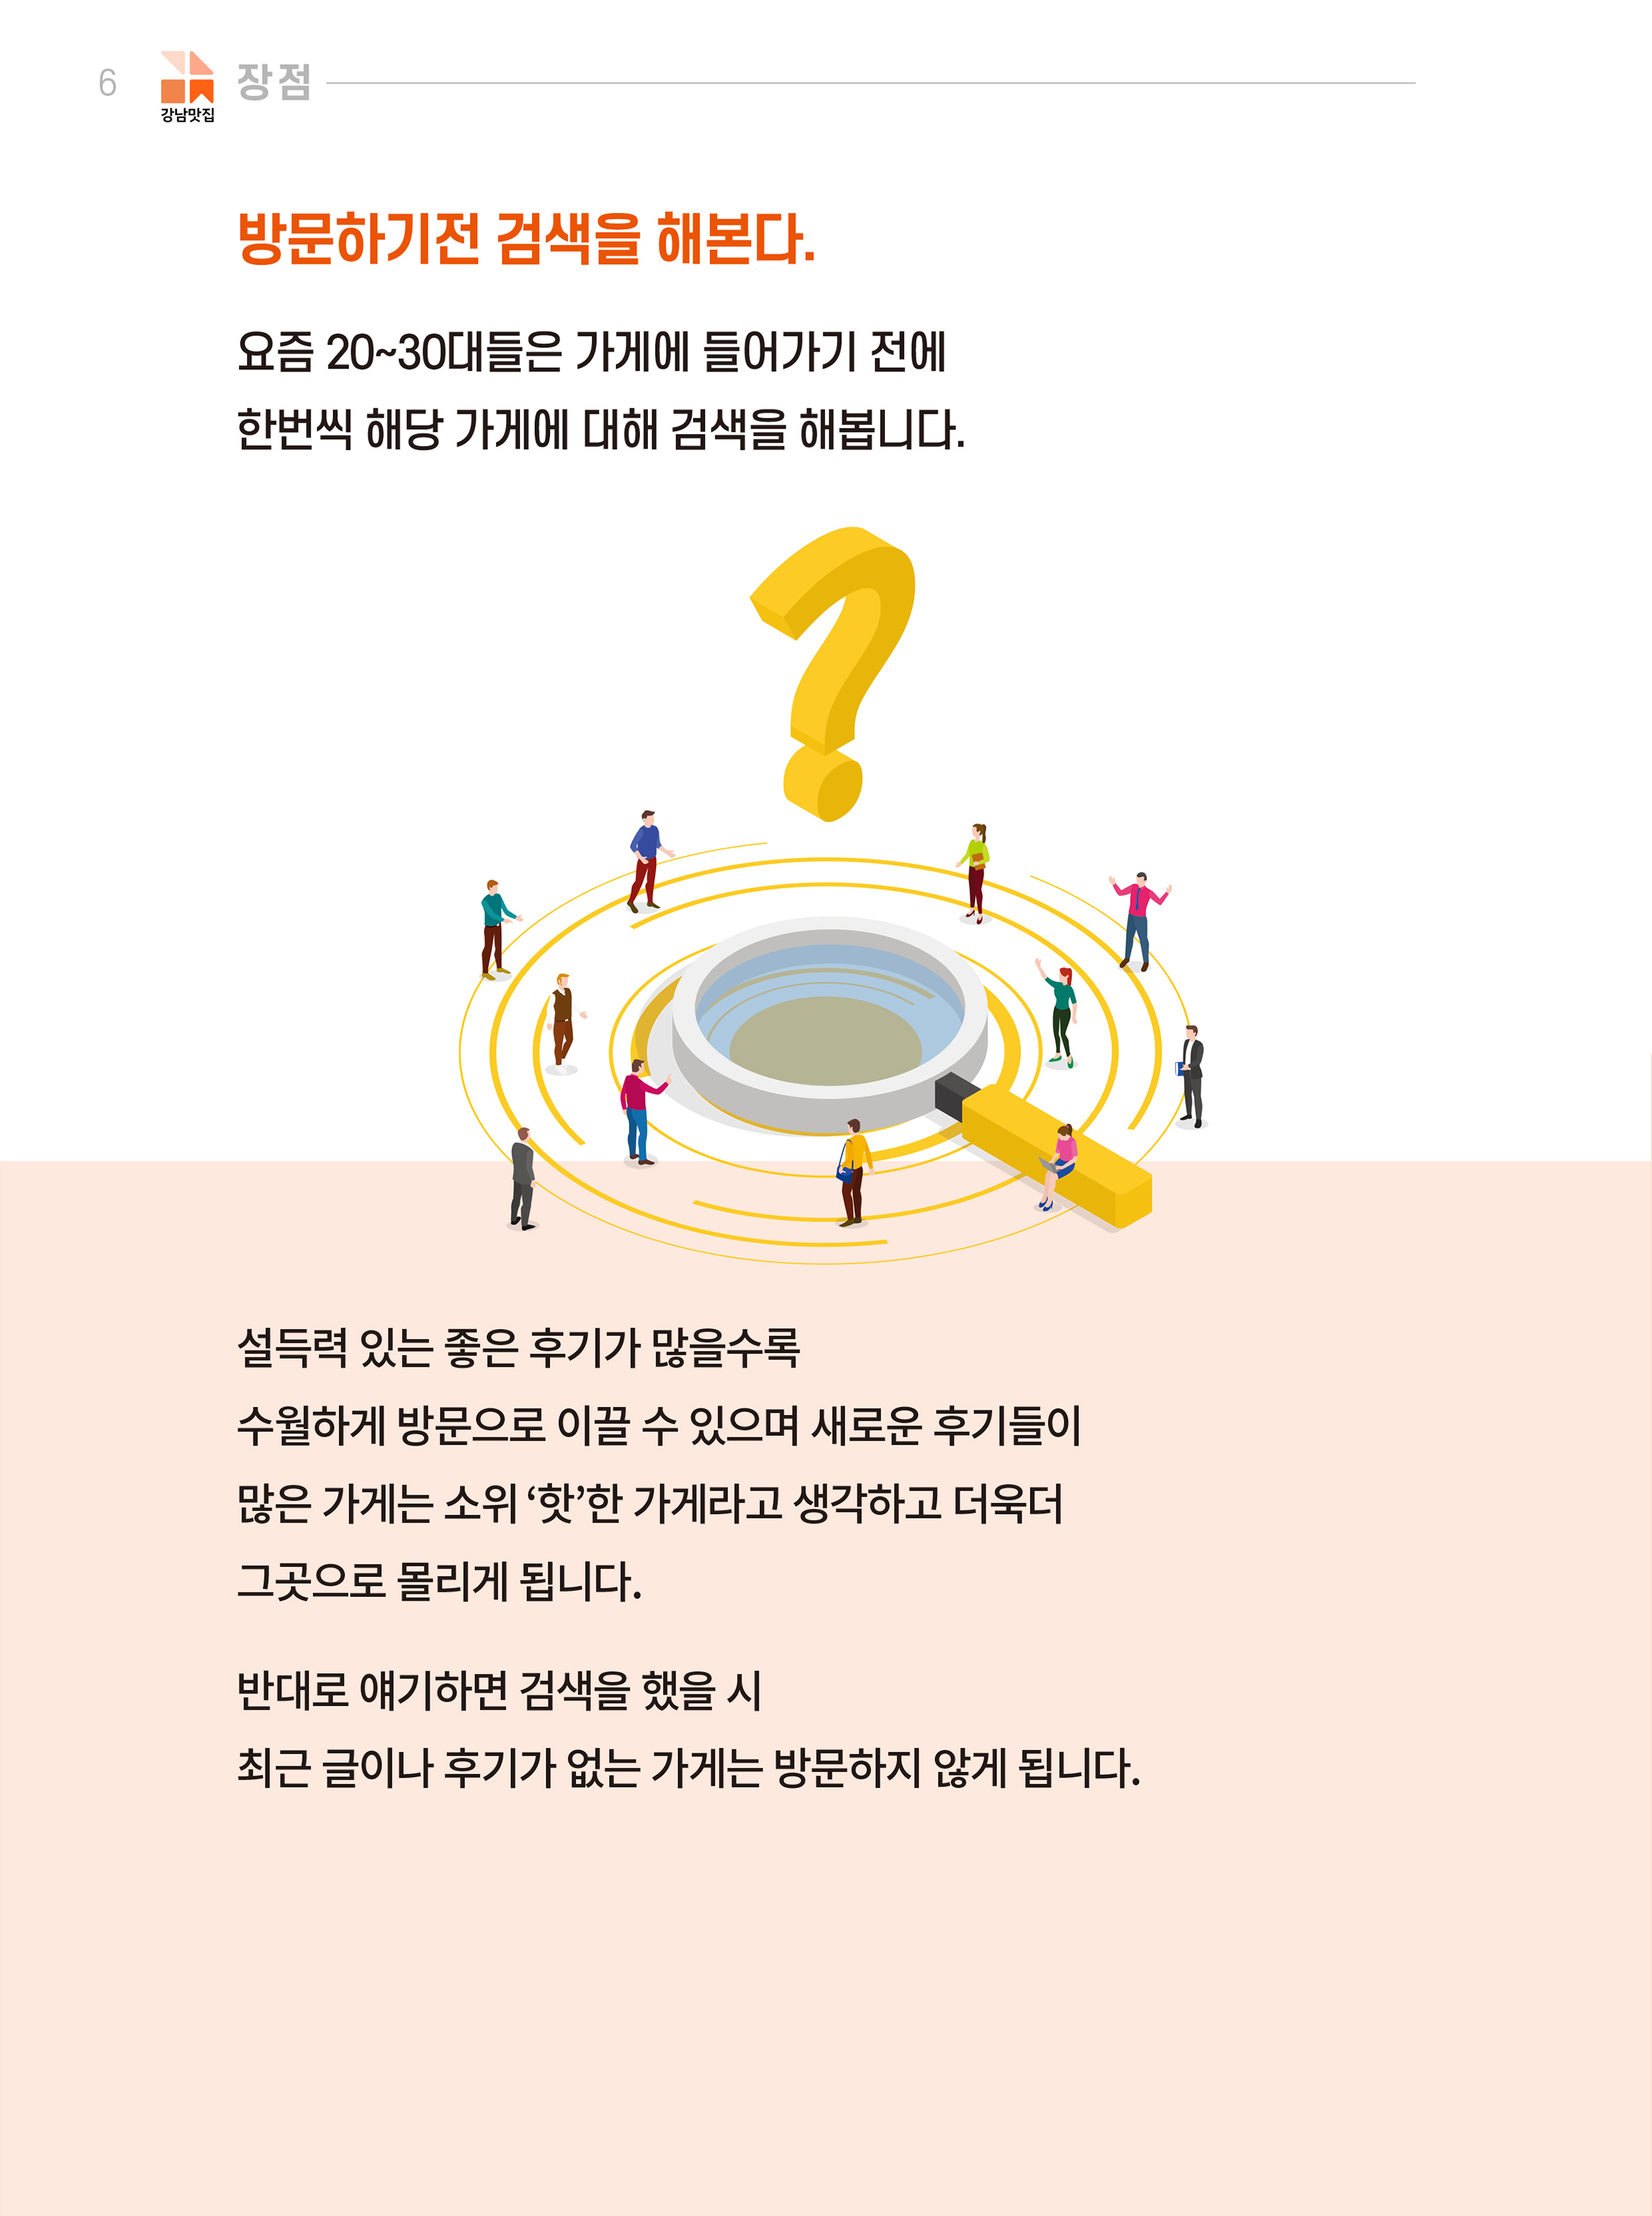 6
강남맛집
장점
방문하기전 검색을 해본다.
요즘 20~30대들은 가게에 들어가기 전에
한번씩 해당 가게에 대해 검색을 해봅니다.
설득력 있는 좋은 후기가 많을수록
수월하게 방문으로 이끌 수 있으며 새로운 후기들이
많은 가게는 소위 ‘핫’한 가게라고 생각하고 더욱더
그곳으로 몰리게 됩니다.
반대로 얘기하면 검색을 했을 시
최근 글이나 후기가 없는 가게는 방문하지 않게 됩니다.